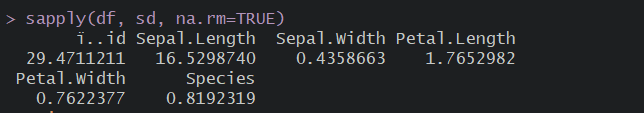 > sapply(df, sd, na.rm=TRUE)
ï..id Sepal.Length Sepal.Width Petal.Length
29.4711211 16.5298740 0.4358663 1.7652982
Petal.Width Species
0.7622377 0.8192319